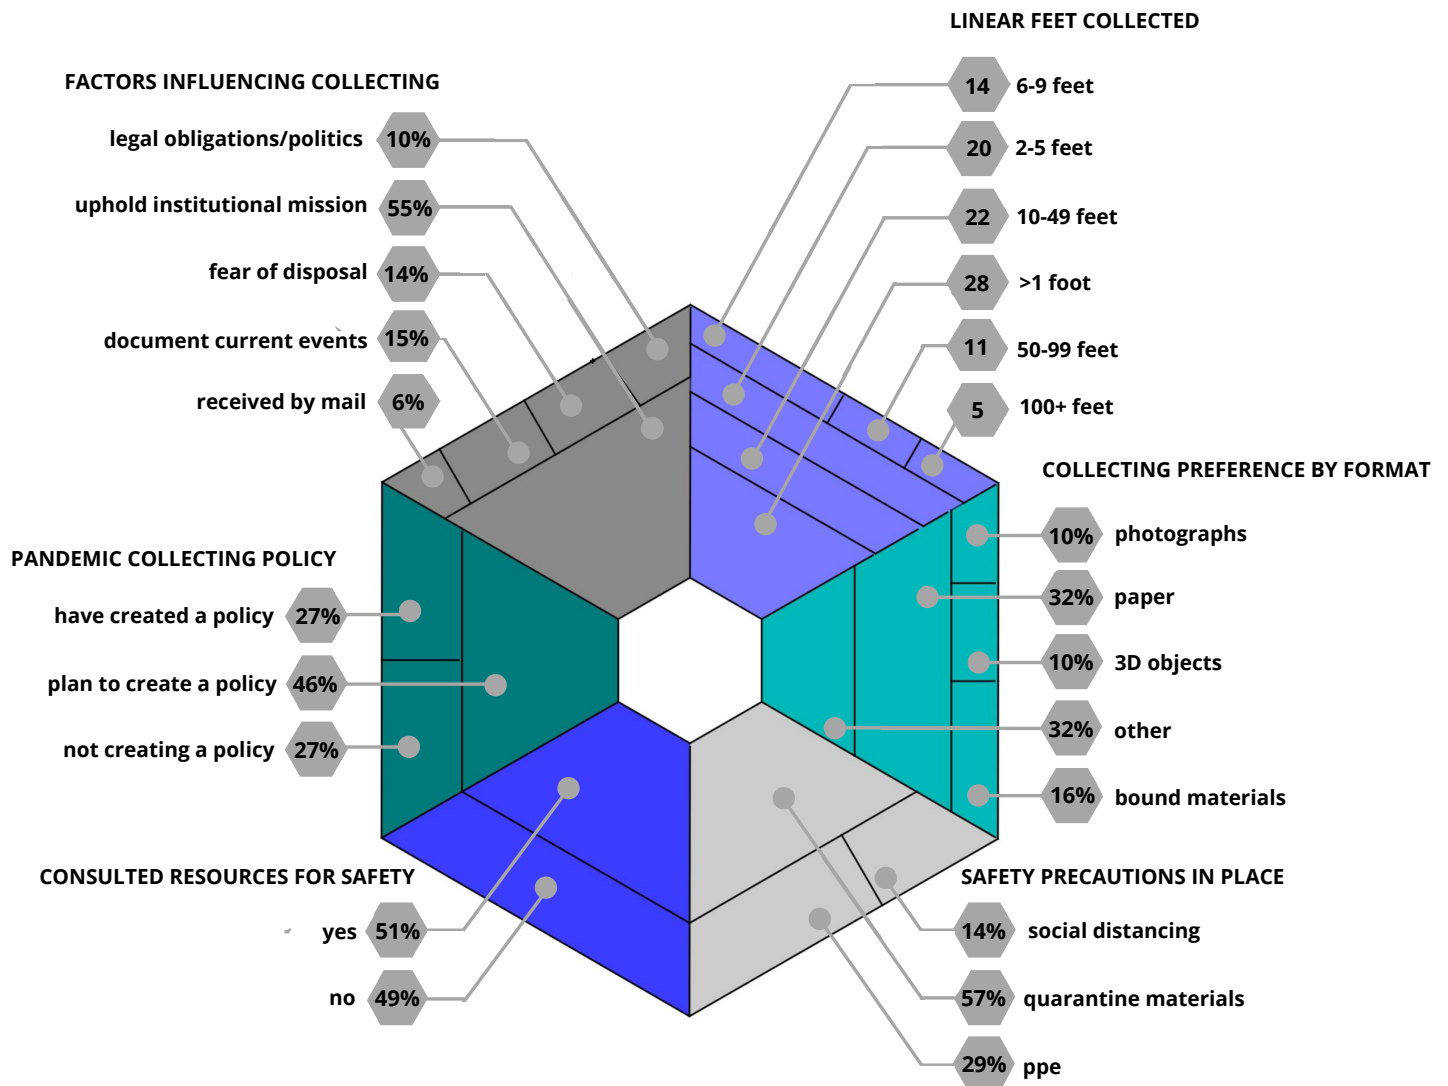 LINEAR FEET COLLECTED
14 6-9 feet
20 2-5 feet
22 10-49 feet
28 >1 foot
11 50-99 feet
5 100+ feet
FACTORS INFLUENCING COLLECTING
legal obligations/politics 10%
uphold institutional mission 55%
fear of disposal 14%
document current events 15%
received by mail 6%
COLLECTING PREFERENCE BY FORMAT
10% photographs
32% paper
10% 3D objects
32% other
16% bound materials
PANDEMIC COLLECTING POLICY
have created a policy 27%
plan to create a policy 46%
not creating a policy 27%
CONSULTED RESOURCES FOR SAFETY
yes 51%
no 49%
SAFETY PRECAUTIONS IN PLACE
14% social distancing
57% quarantine materials
29% ppe